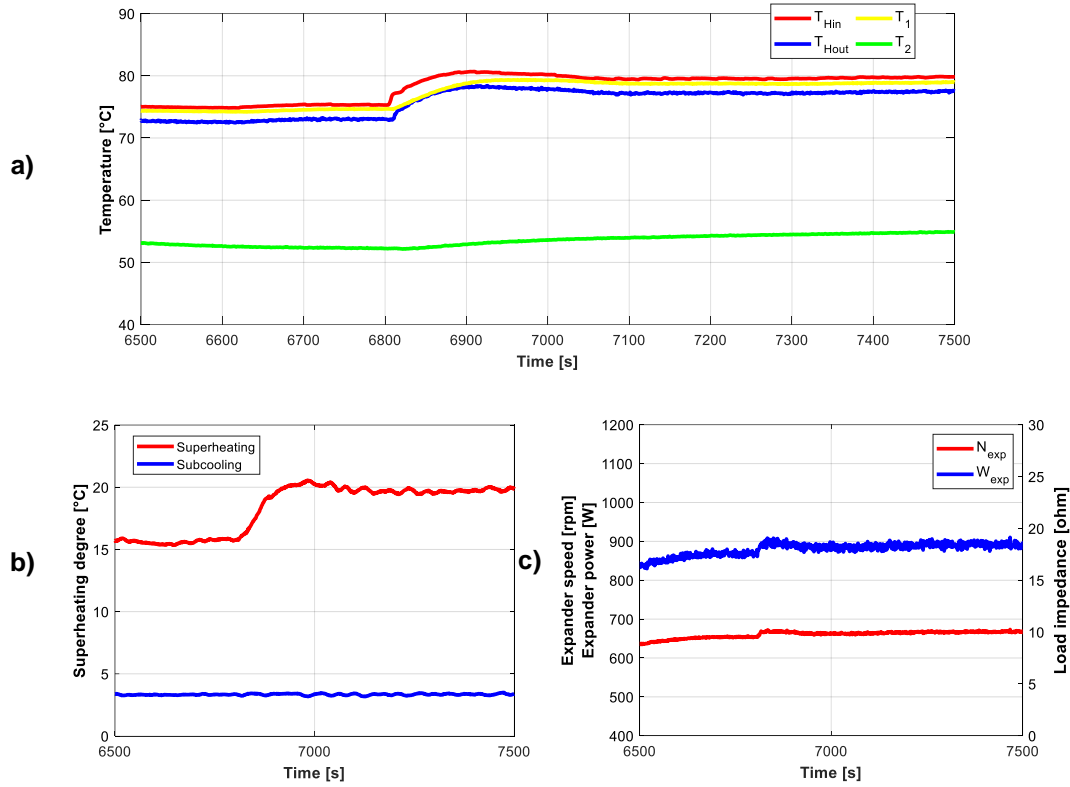 a)
Temperature [°C]
90
80
70
60
50
40
T_Hin
T_1
T_Hout
T_2
6500 6600 6700 6800 6900 7000 7100 7200 7300 7400 7500
Time [s]
b)
Superheating degree [°C]
25
20
15
10
5
0
Superheating
Subcooling
6500 7000 7500
Time [s]
c)
Expander speed [rpm]
Expander power [W]
1200
1100
1000
900
800
700
600
500
400
N_exp
W_exp
30
25
20
15
10
5
0
Load impedance [ohm]
6500 7000 7500
Time [s]